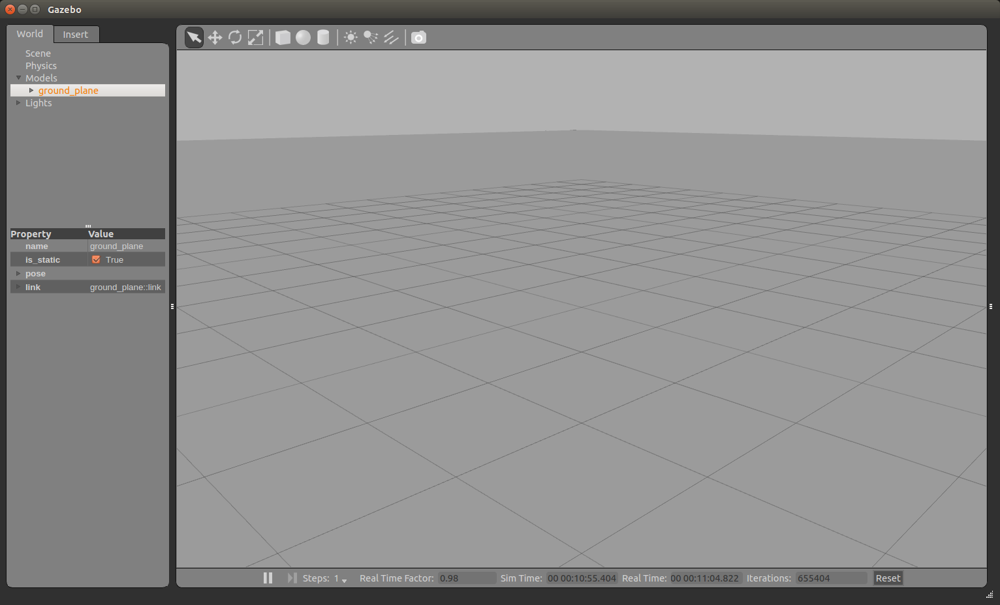 Gazebo
World Insert
Scene
Physics
Models
ground_plane
Lights
Property Value
name ground_plane
is_static True
pose
link ground_plane::link
Steps: 1 Real Time Factor: 0.98 Sim Time: 00 00:10:55.404 Real Time: 00 00:11:04.822 Iterations: 655404 Reset